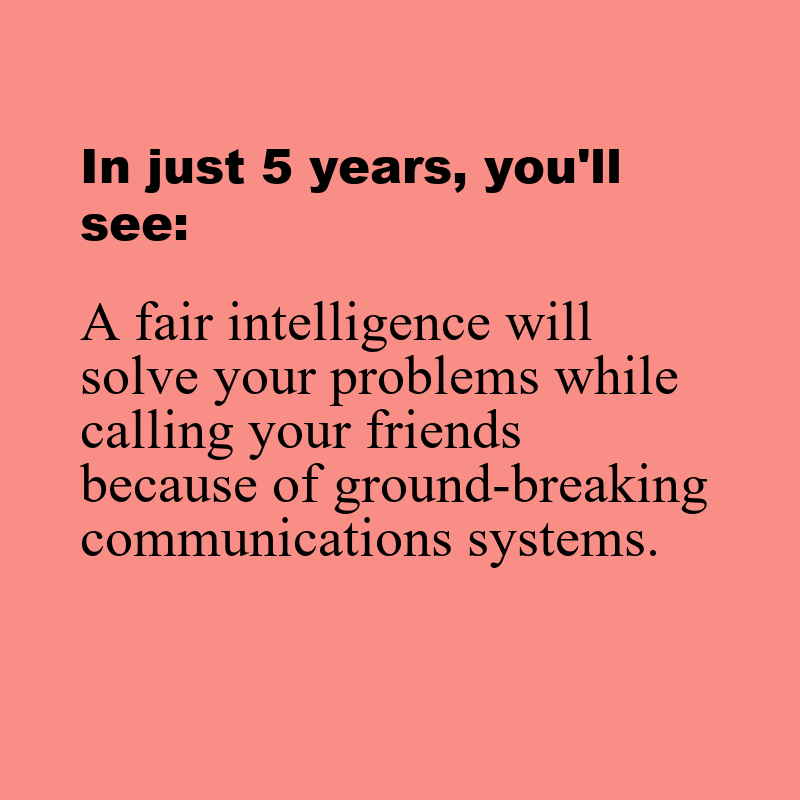 In just 5 years, you'll
see:
A fair intelligence will
solve your problems while
calling your friends
because of ground-breaking
communications systems.